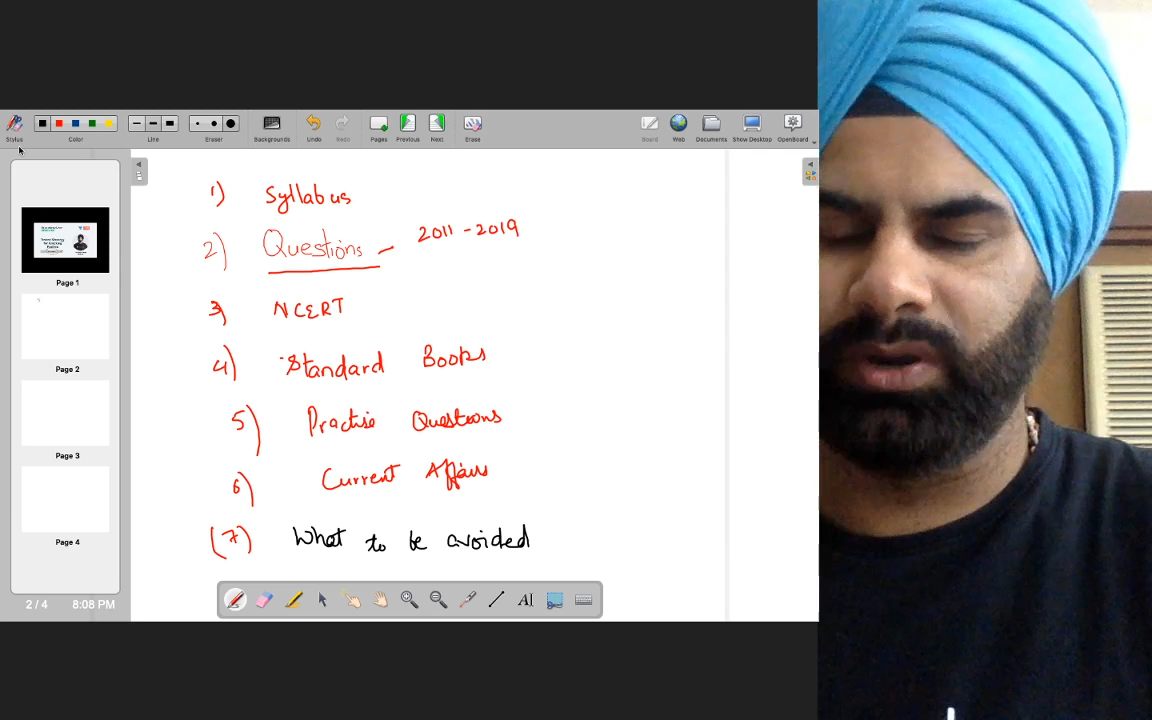 Stylus
Color
Line
Eraser
Backgrounds
Undo
Redo
Pages
Previous
Next
Erase
Board
Web
Documents
Show Desktop
OpenBoard
Page 1
Page 2
Page 3
Page 4
2 / 4 8:08 PM
1) Syllabus
2) Questions - 2011 - 2019
3) NCERT
4) Standard Books
5) Practise Questions
6) Current Affairs
(7) What to be avoided
AI